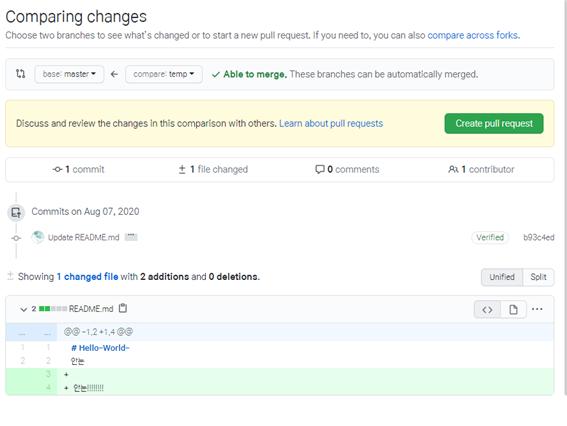 Comparing changes
Choose two branches to see what's changed or to start a new pull request. If you need to, you can also compare across forks.
base: master ← compare: temp ✓ Able to merge. These branches can be automatically merged.
Discuss and review the changes in this comparison with others. Learn about pull requests Create pull request
1 commit 1 file changed 0 comments 1 contributor
Commits on Aug 07, 2020
Update README.md ... Verified b93c4ed
Showing 1 changed file with 2 additions and 0 deletions. Unified Split
2 README.md <> ...
... ... @@ -1,2 +1,4 @@
1 1 # Hello-World-
2 2 안논
3 +
4 + 안논!!!!!!!!